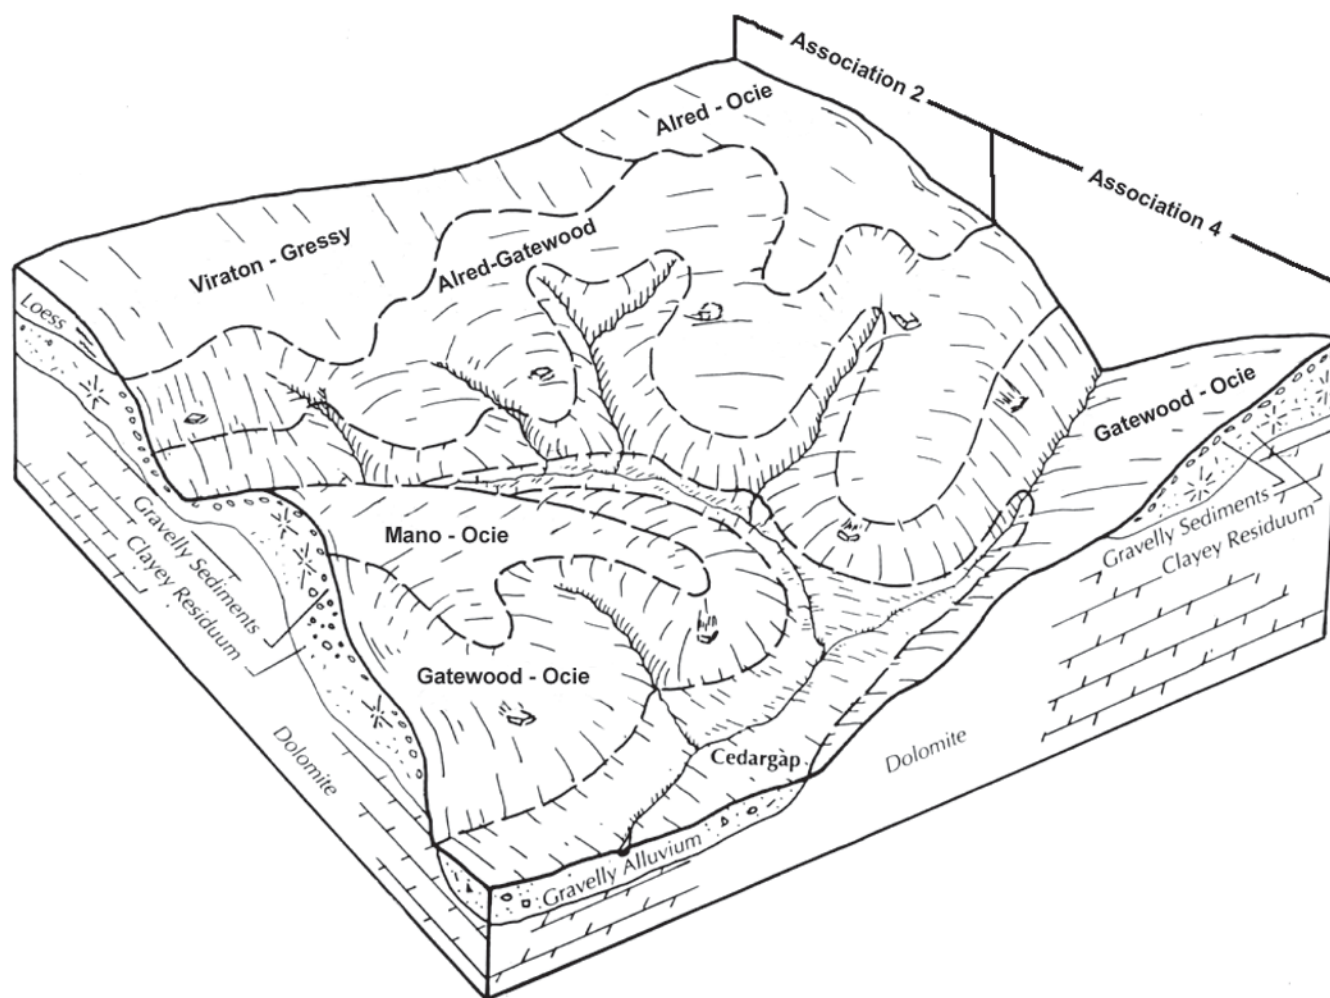 Association 2
Association 4
Alred - Ocie
Viraton - Gressy
Alred-Gatewood
Loess
Gatewood - Ocie
Gravelly Sediments
Clayey Residuum
Mano - Ocie
Gravelly Sediments
Clayey Residuum
Gatewood - Ocie
Dolomite
Cedargap
Dolomite
Gravelly Alluvium